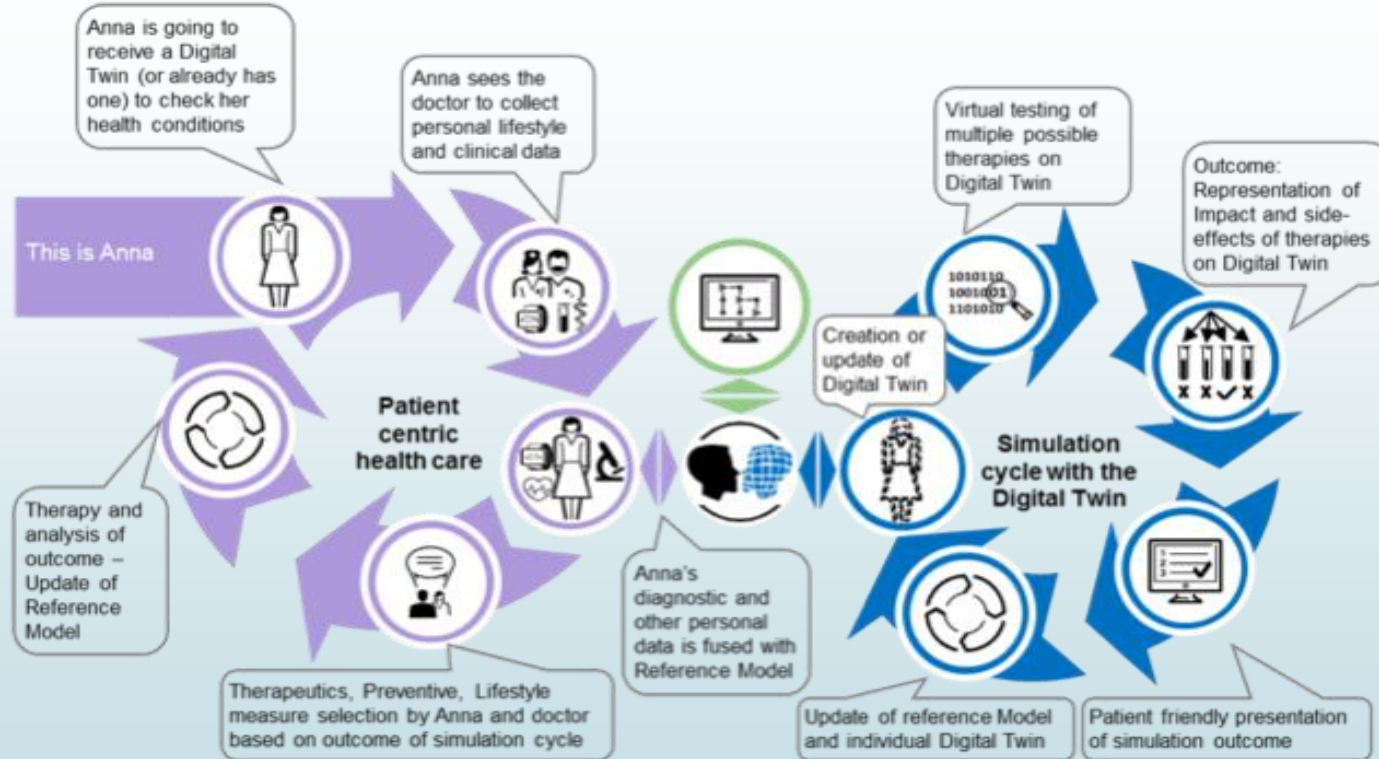 Anna is going to
receive a Digital
Twin (or already has
one) to check her
health conditions
Anna sees the
doctor to collect
personal lifestyle
and clinical data
Virtual testing of
multiple possible
therapies on
Digital Twin
Outcome:
Representation of
Impact and side-
effects of therapies
on Digital Twin
This is Anna
1010110
1001001
1101010
Creation or
update of
Digital Twin
Patient
centric
health care
Simulation
cycle with the
Digital Twin
X X ✓ X
1
2
3
Therapy and
analysis of
outcome –
Update of
Reference
Model
Anna's
diagnostic and
other personal
data is fused with
Reference Model
Therapeutics, Preventive, Lifestyle
measure selection by Anna and doctor
based on outcome of simulation cycle
Update of reference Model
and individual Digital Twin
Patient friendly presentation
of simulation outcome